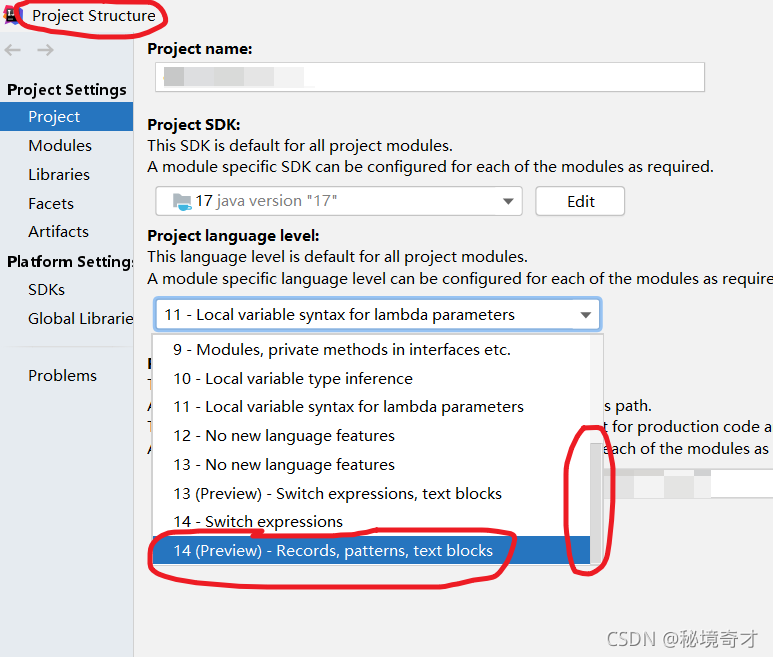 Project Structure
Project name:
Project Settings
Project
Modules
Libraries
Facets
Artifacts
Platform Setting
SDKs
Global Librarie
Problems
Project SDK:
This SDK is default for all project modules.
A module specific SDK can be configured for each of the modules as required.
17 java version "17"
Edit
Project language level:
This language level is default for all project modules.
A module specific language level can be configured for each of the modules as require
11 - Local variable syntax for lambda parameters
9 - Modules, private methods in interfaces etc.
10 - Local variable type inference
11 - Local variable syntax for lambda parameters
12 - No new language features
13 - No new language features
13 (Preview) - Switch expressions, text blocks
14 - Switch expressions
14 (Preview) - Records, patterns, text blocks
s path.
t for production code a
each of the modules as
CSDN @秘境奇才